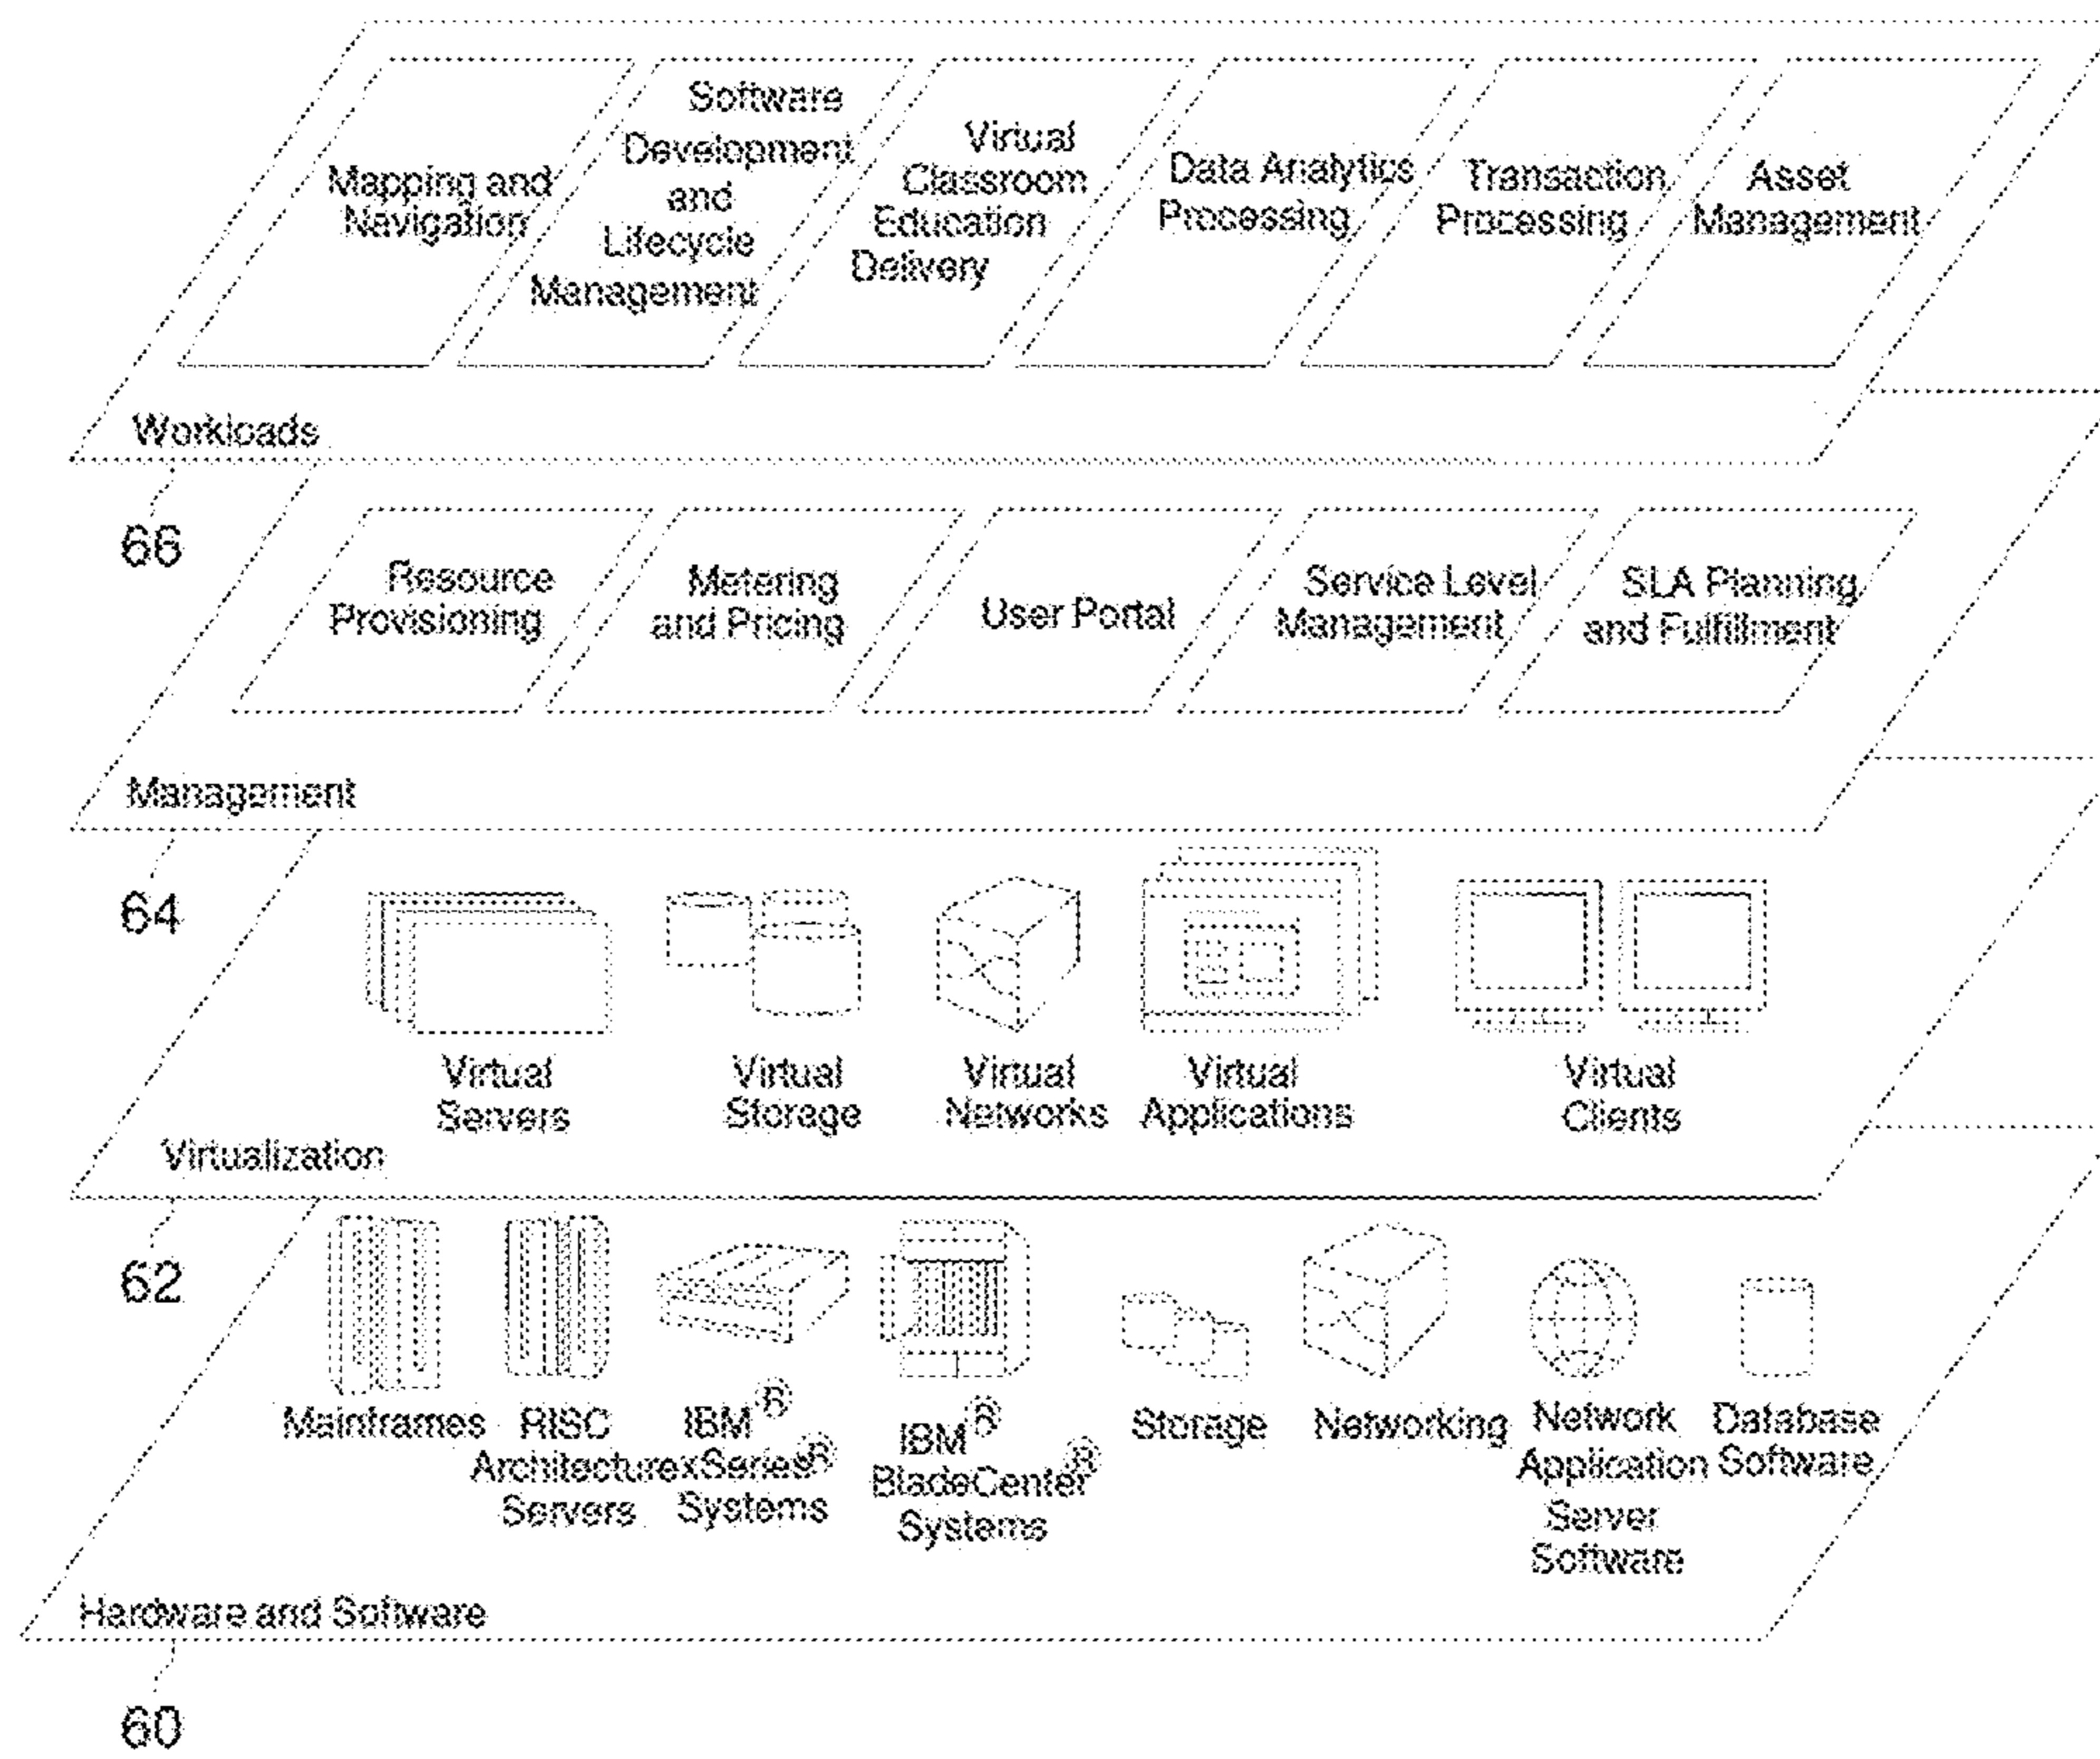 Mapping and
Navigation
Software
Development
and
Lifecycle
Management
Virtual
Classroom
Education
Delivery
Data Analytics
Processing
Transaction
Processing
Asset
Management
Workloads
66
Resource
Provisioning
Metering
and Pricing
User Portal
Service Level
Management
SLA Planning
and Fulfillment
Management
64
Virtual
Servers
Virtual
Storage
Virtual
Networks
Virtual
Applications
Virtual
Clients
Virtualization
62
Mainframes
RISC
Architecture
Servers
IBM®
xSeries®
Systems
IBM®
BladeCenter®
Systems
Storage
Networking
Network
Application
Server
Software
Database
Software
Hardware and Software
60